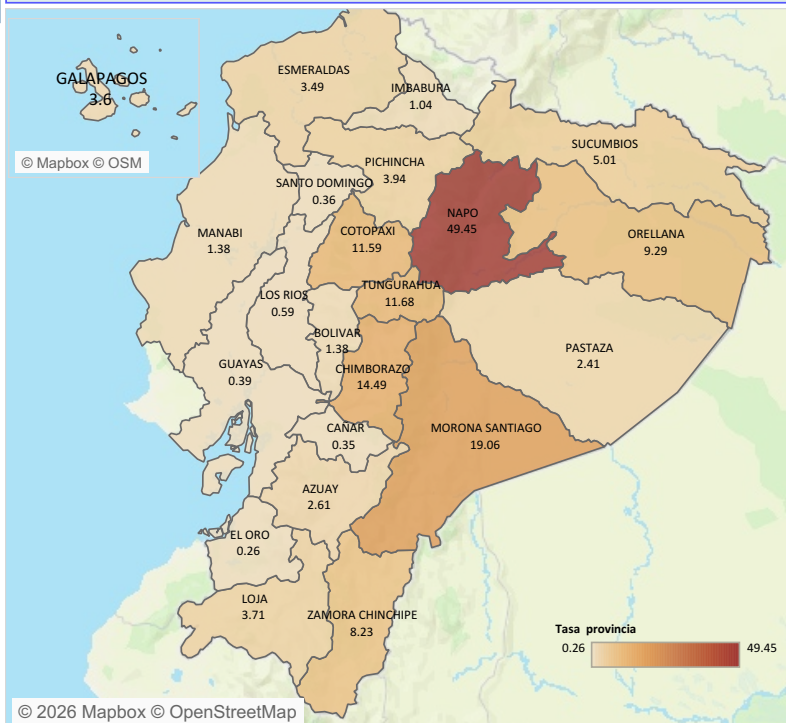 GALAPAGOS
3.6
© Mapbox © OSM
ESMERALDAS
3.49
IMBABURA
1.04
SUCUMBIOS
5.01
PICHINCHA
3.94
SANTO DOMINGO
0.36
NAPO
49.45
MANABI
1.38
COTOPAXI
11.59
ORELLANA
9.29
TUNGURAHUA
11.68
LOS RIOS
0.59
BOLIVAR
1.38
PASTAZA
2.41
GUAYAS
0.39
CHIMBORAZO
14.49
CAÑAR
0.35
MORONA SANTIAGO
19.06
AZUAY
2.61
EL ORO
0.26
LOJA
3.71
ZAMORA CHINCHIPE
8.23
Tasa provincia
0.26 49.45
© 2026 Mapbox © OpenStreetMap